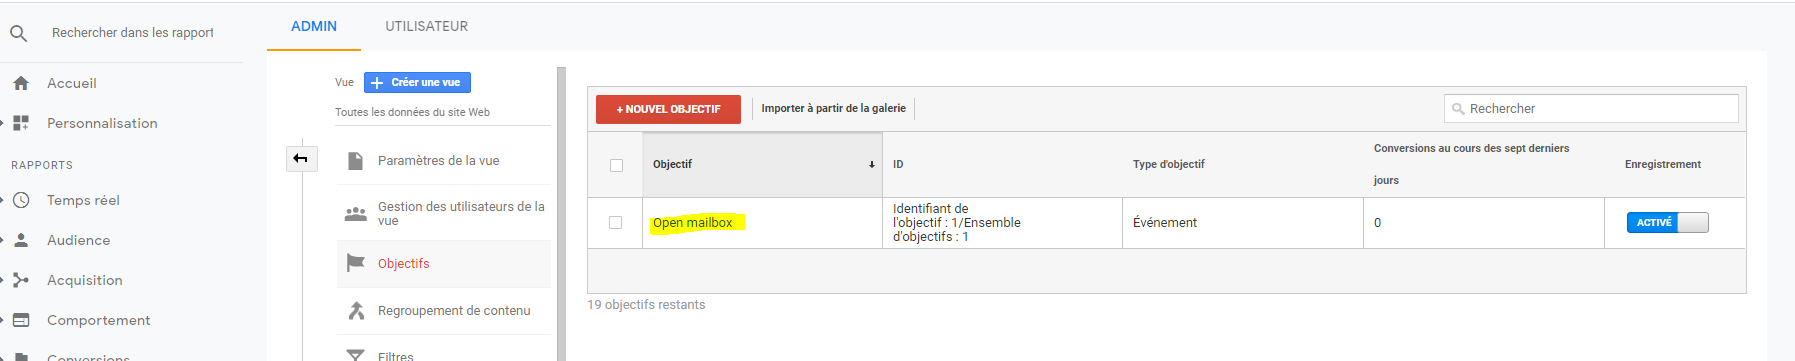 Rechercher dans les rapport
ADMIN
UTILISATEUR
Accueil
Personnalisation
RAPPORTS
Temps réel
Audience
Acquisition
Comportement
Conversions
Vue
Créer une vue
Toutes les données du site Web
Paramètres de la vue
Gestion des utilisateurs de la
vue
Objectifs
Regroupement de contenu
Filtres
+ NOUVEL OBJECTIF
Importer à partir de la galerie
Rechercher
Objectif
ID
Type d'objectif
Conversions au cours des sept derniers
jours
Enregistrement
Open mailbox
Identifiant de
l'objectif : 1/Ensemble
d'objectifs : 1
Événement
0
ACTIVÉ
19 objectifs restants